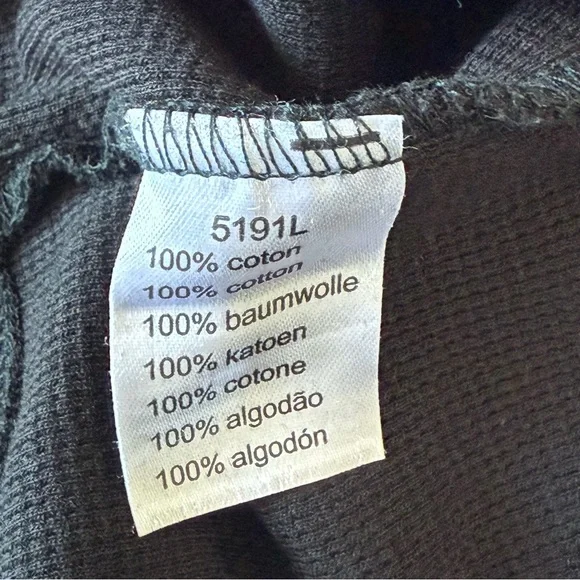 5191L
100% coton
100% cotton
100% baumwolle
100% katoen
100% cotone
100% algodão
100% algodón